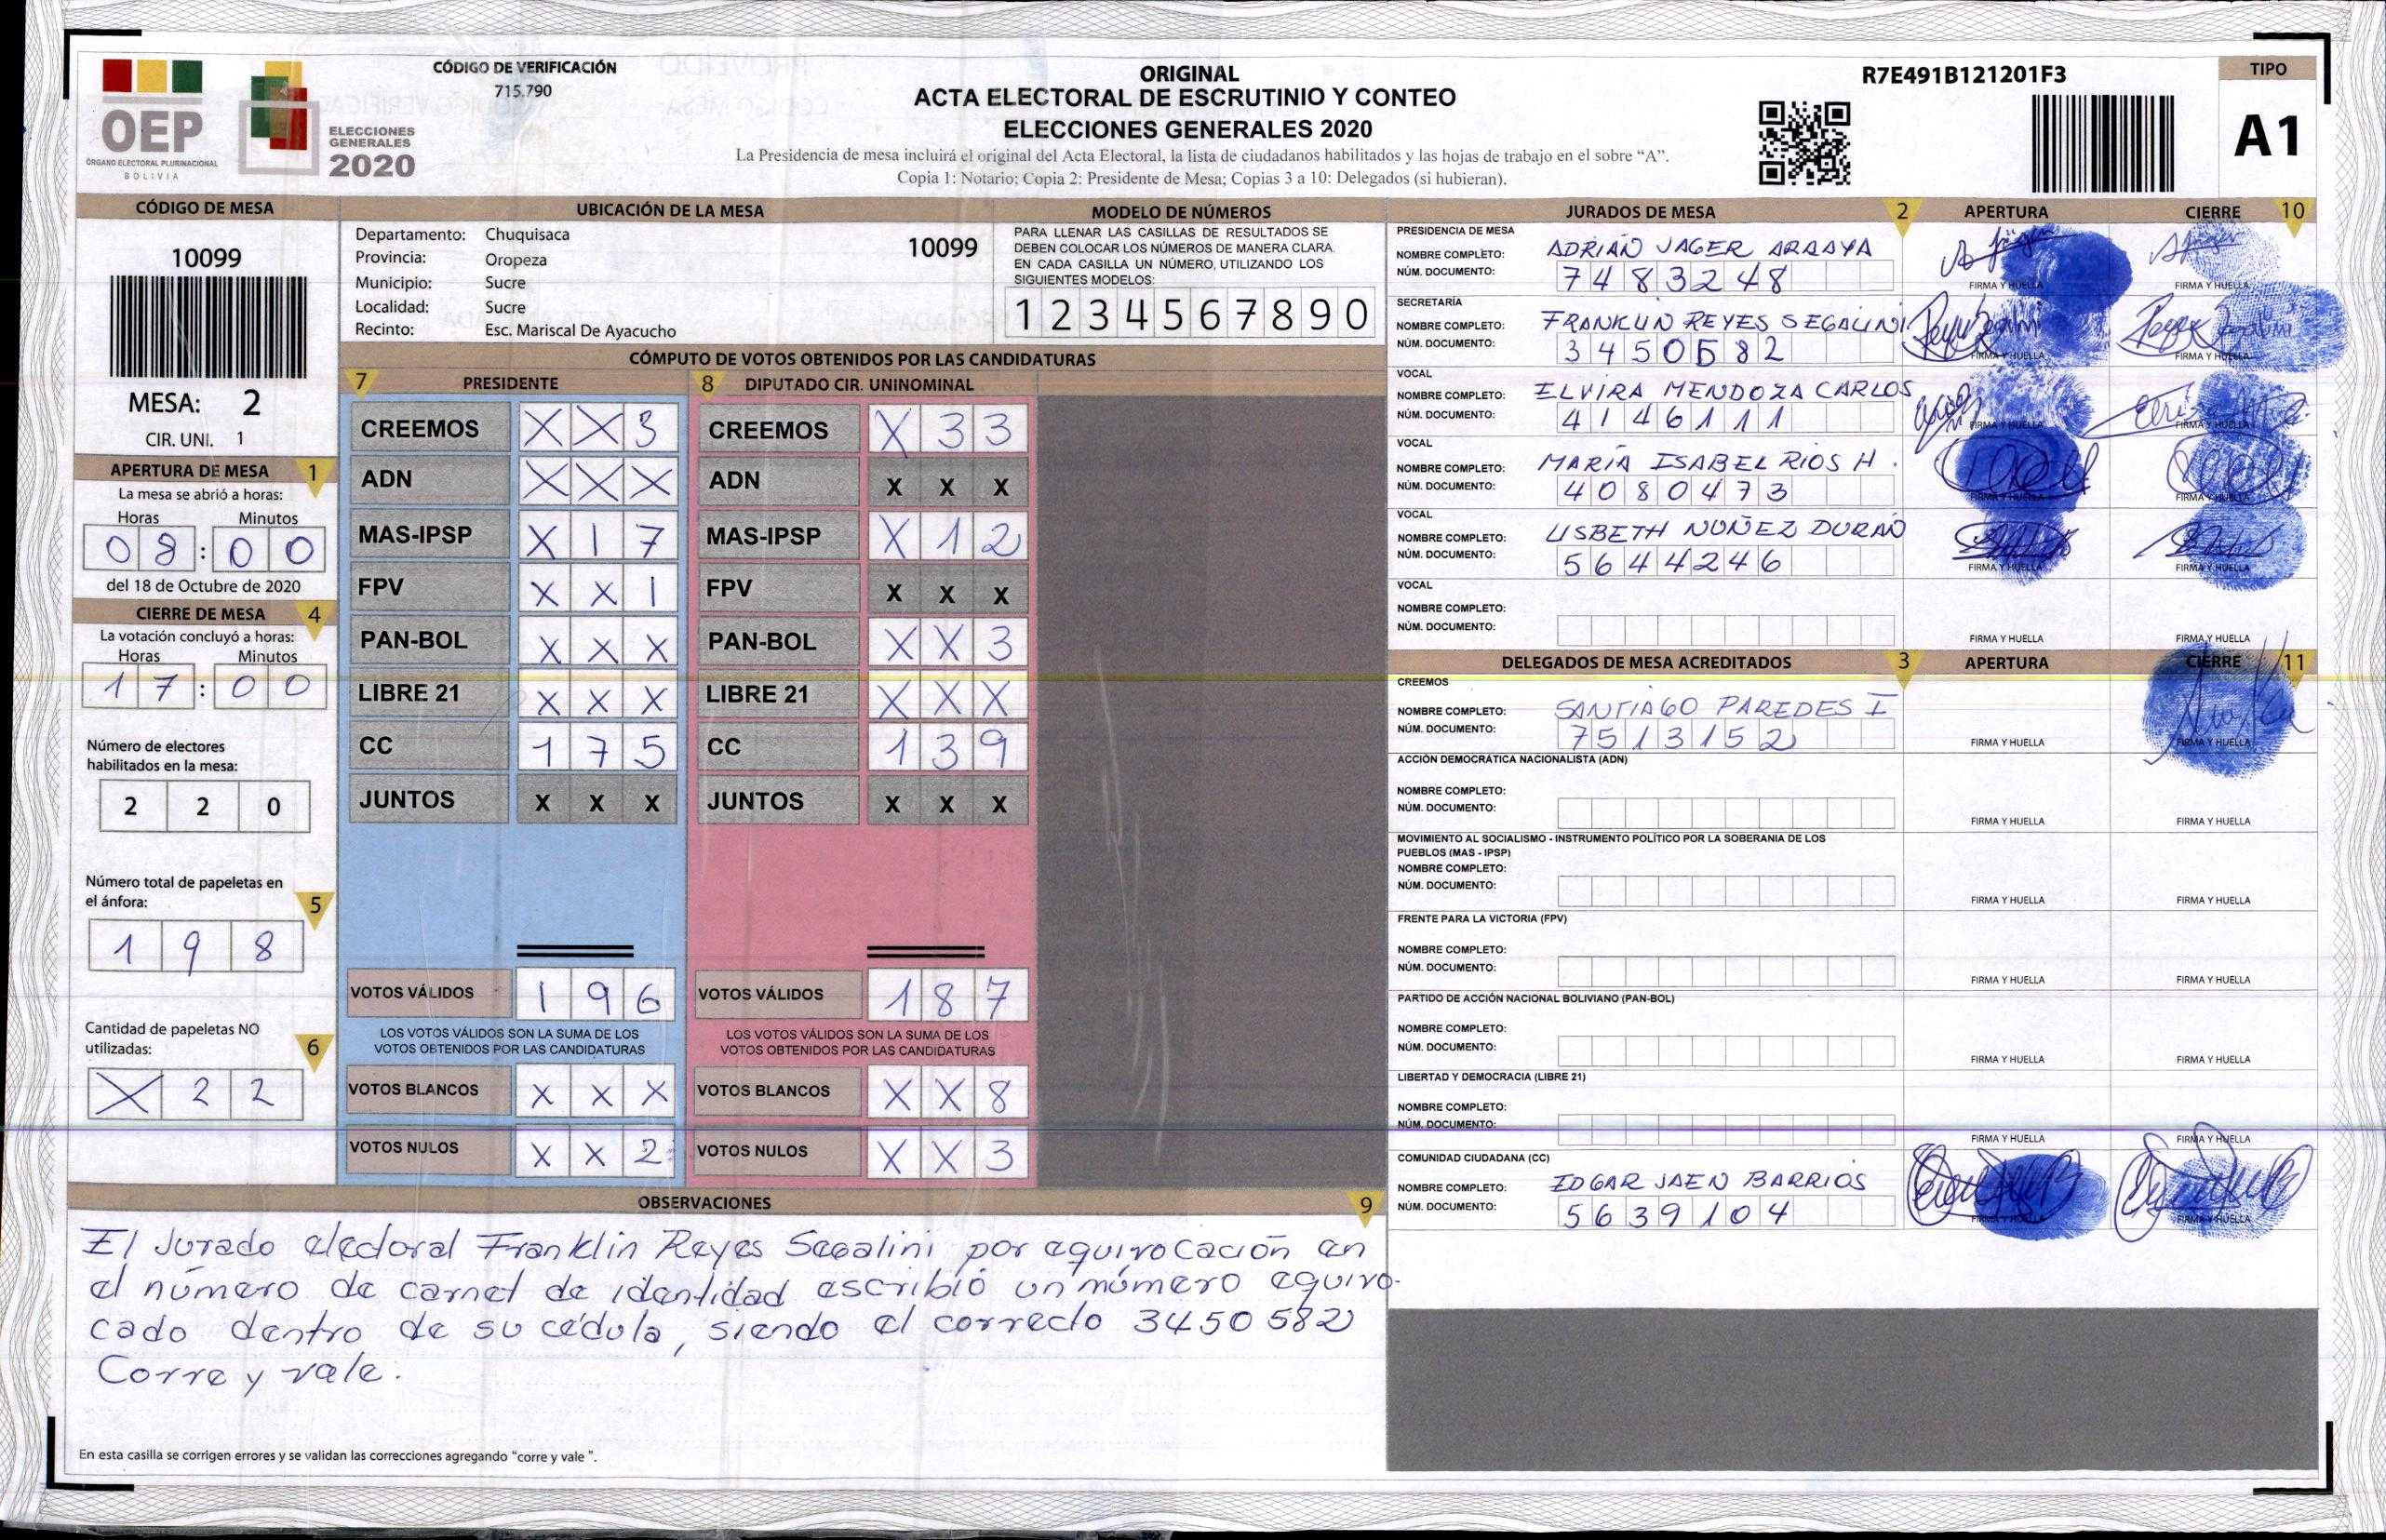 OEP
ÓRGANO ELECTORAL PLURINACIONAL
BOLIVIA
ELECCIONES
GENERALES
2020
CÓDIGO DE VERIFICACIÓN
715.790
ORIGINAL
ACTA ELECTORAL DE ESCRUTINIO Y CONTEO
ELECCIONES GENERALES 2020
La Presidencia de mesa incluirá el original del Acta Electoral, la lista de ciudadanos habilitados y las hojas de trabajo en el sobre “A”.
Copia 1: Notario; Copia 2: Presidente de Mesa; Copias 3 a 10: Delegados (si hubieran).
R7E491B121201F3
TIPO
A1
CÓDIGO DE MESA
10099
MESA: 2
CIR. UNI. 1
APERTURA DE MESA 1
La mesa se abrió a horas:
Horas Minutos
08:00
del 18 de Octubre de 2020
CIERRE DE MESA 4
La votación concluyó a horas:
Horas Minutos
17:00
Número de electores
habilitados en la mesa:
2 2 0
Número total de papeletas en
el ánfora: 5
1 9 8
Cantidad de papeletas NO
utilizadas: 6
X 2 2
UBICACIÓN DE LA MESA
Departamento: Chuquisaca
Provincia: Oropeza
Municipio: Sucre
Localidad: Sucre
Recinto: Esc. Mariscal De Ayacucho
10099
MODELO DE NÚMEROS
PARA LLENAR LAS CASILLAS DE RESULTADOS SE
DEBEN COLOCAR LOS NÚMEROS DE MANERA CLARA.
EN CADA CASILLA UN NÚMERO, UTILIZANDO LOS
SIGUIENTES MODELOS:
1 2 3 4 5 6 7 8 9 0
CÓMPUTO DE VOTOS OBTENIDOS POR LAS CANDIDATURAS
7 PRESIDENTE
CREEMOS X X 3
ADN X X X
MAS-IPSP X 1 7
FPV X X 1
PAN-BOL X X X
LIBRE 21 X X X
CC 1 7 5
JUNTOS X X X
VOTOS VÁLIDOS 1 9 6
LOS VOTOS VÁLIDOS SON LA SUMA DE LOS
VOTOS OBTENIDOS POR LAS CANDIDATURAS
VOTOS BLANCOS X X X
VOTOS NULOS X X 2
8 DIPUTADO CIR. UNINOMINAL
CREEMOS X 3 3
ADN X X X
MAS-IPSP X 1 2
FPV X X X
PAN-BOL X X 3
LIBRE 21 X X X
CC 1 3 9
JUNTOS X X X
VOTOS VÁLIDOS 1 8 7
LOS VOTOS VÁLIDOS SON LA SUMA DE LOS
VOTOS OBTENIDOS POR LAS CANDIDATURAS
VOTOS BLANCOS X X 8
VOTOS NULOS X X 3
JURADOS DE MESA 2 APERTURA CIERRE 10
PRESIDENCIA DE MESA
NOMBRE COMPLETO: ADRIÁN JAGER ARRAYA
NÚM. DOCUMENTO: 7483248
FIRMA Y HUELLA FIRMA Y HUELLA
SECRETARÍA
NOMBRE COMPLETO: FRANKLIN REYES SEGALINI
NÚM. DOCUMENTO: 3450582
FIRMA Y HUELLA FIRMA Y HUELLA
VOCAL
NOMBRE COMPLETO: ELVIRA MENDOZA CARLOS
NÚM. DOCUMENTO: 4146111
FIRMA Y HUELLA FIRMA Y HUELLA
VOCAL
NOMBRE COMPLETO: MARÍA ISABEL RIOS H.
NÚM. DOCUMENTO: 4080473
FIRMA Y HUELLA FIRMA Y HUELLA
VOCAL
NOMBRE COMPLETO: LISBETH NUÑEZ DURÁN
NÚM. DOCUMENTO: 5644246
FIRMA Y HUELLA FIRMA Y HUELLA
VOCAL
NOMBRE COMPLETO:
NÚM. DOCUMENTO:
FIRMA Y HUELLA FIRMA Y HUELLA
DELEGADOS DE MESA ACREDITADOS 3 APERTURA CIERRE 11
CREEMOS
NOMBRE COMPLETO: SANTIAGO PAREDES I
NÚM. DOCUMENTO: 7513152
FIRMA Y HUELLA FIRMA Y HUELLA
ACCIÓN DEMOCRÁTICA NACIONALISTA (ADN)
NOMBRE COMPLETO:
NÚM. DOCUMENTO:
FIRMA Y HUELLA FIRMA Y HUELLA
MOVIMIENTO AL SOCIALISMO - INSTRUMENTO POLÍTICO POR LA SOBERANIA DE LOS
PUEBLOS (MAS - IPSP)
NOMBRE COMPLETO:
NÚM. DOCUMENTO:
FIRMA Y HUELLA FIRMA Y HUELLA
FRENTE PARA LA VICTORIA (FPV)
NOMBRE COMPLETO:
NÚM. DOCUMENTO:
FIRMA Y HUELLA FIRMA Y HUELLA
PARTIDO DE ACCIÓN NACIONAL BOLIVIANO (PAN-BOL)
NOMBRE COMPLETO:
NÚM. DOCUMENTO:
FIRMA Y HUELLA FIRMA Y HUELLA
LIBERTAD Y DEMOCRACIA (LIBRE 21)
NOMBRE COMPLETO:
NÚM. DOCUMENTO:
FIRMA Y HUELLA FIRMA Y HUELLA
COMUNIDAD CIUDADANA (CC)
NOMBRE COMPLETO: EDGAR JAEN BARRIOS
NÚM. DOCUMENTO: 5639104
FIRMA Y HUELLA FIRMA Y HUELLA
OBSERVACIONES 9
El Jurado electoral Franklin Reyes Segalini por equivocación en
el número de carnet de identidad escribió un número equivo-
cado dentro de su cédula, siendo el correcto 3450582
Corre y vale.
En esta casilla se corrigen errores y se validan las correcciones agregando “corre y vale ”.